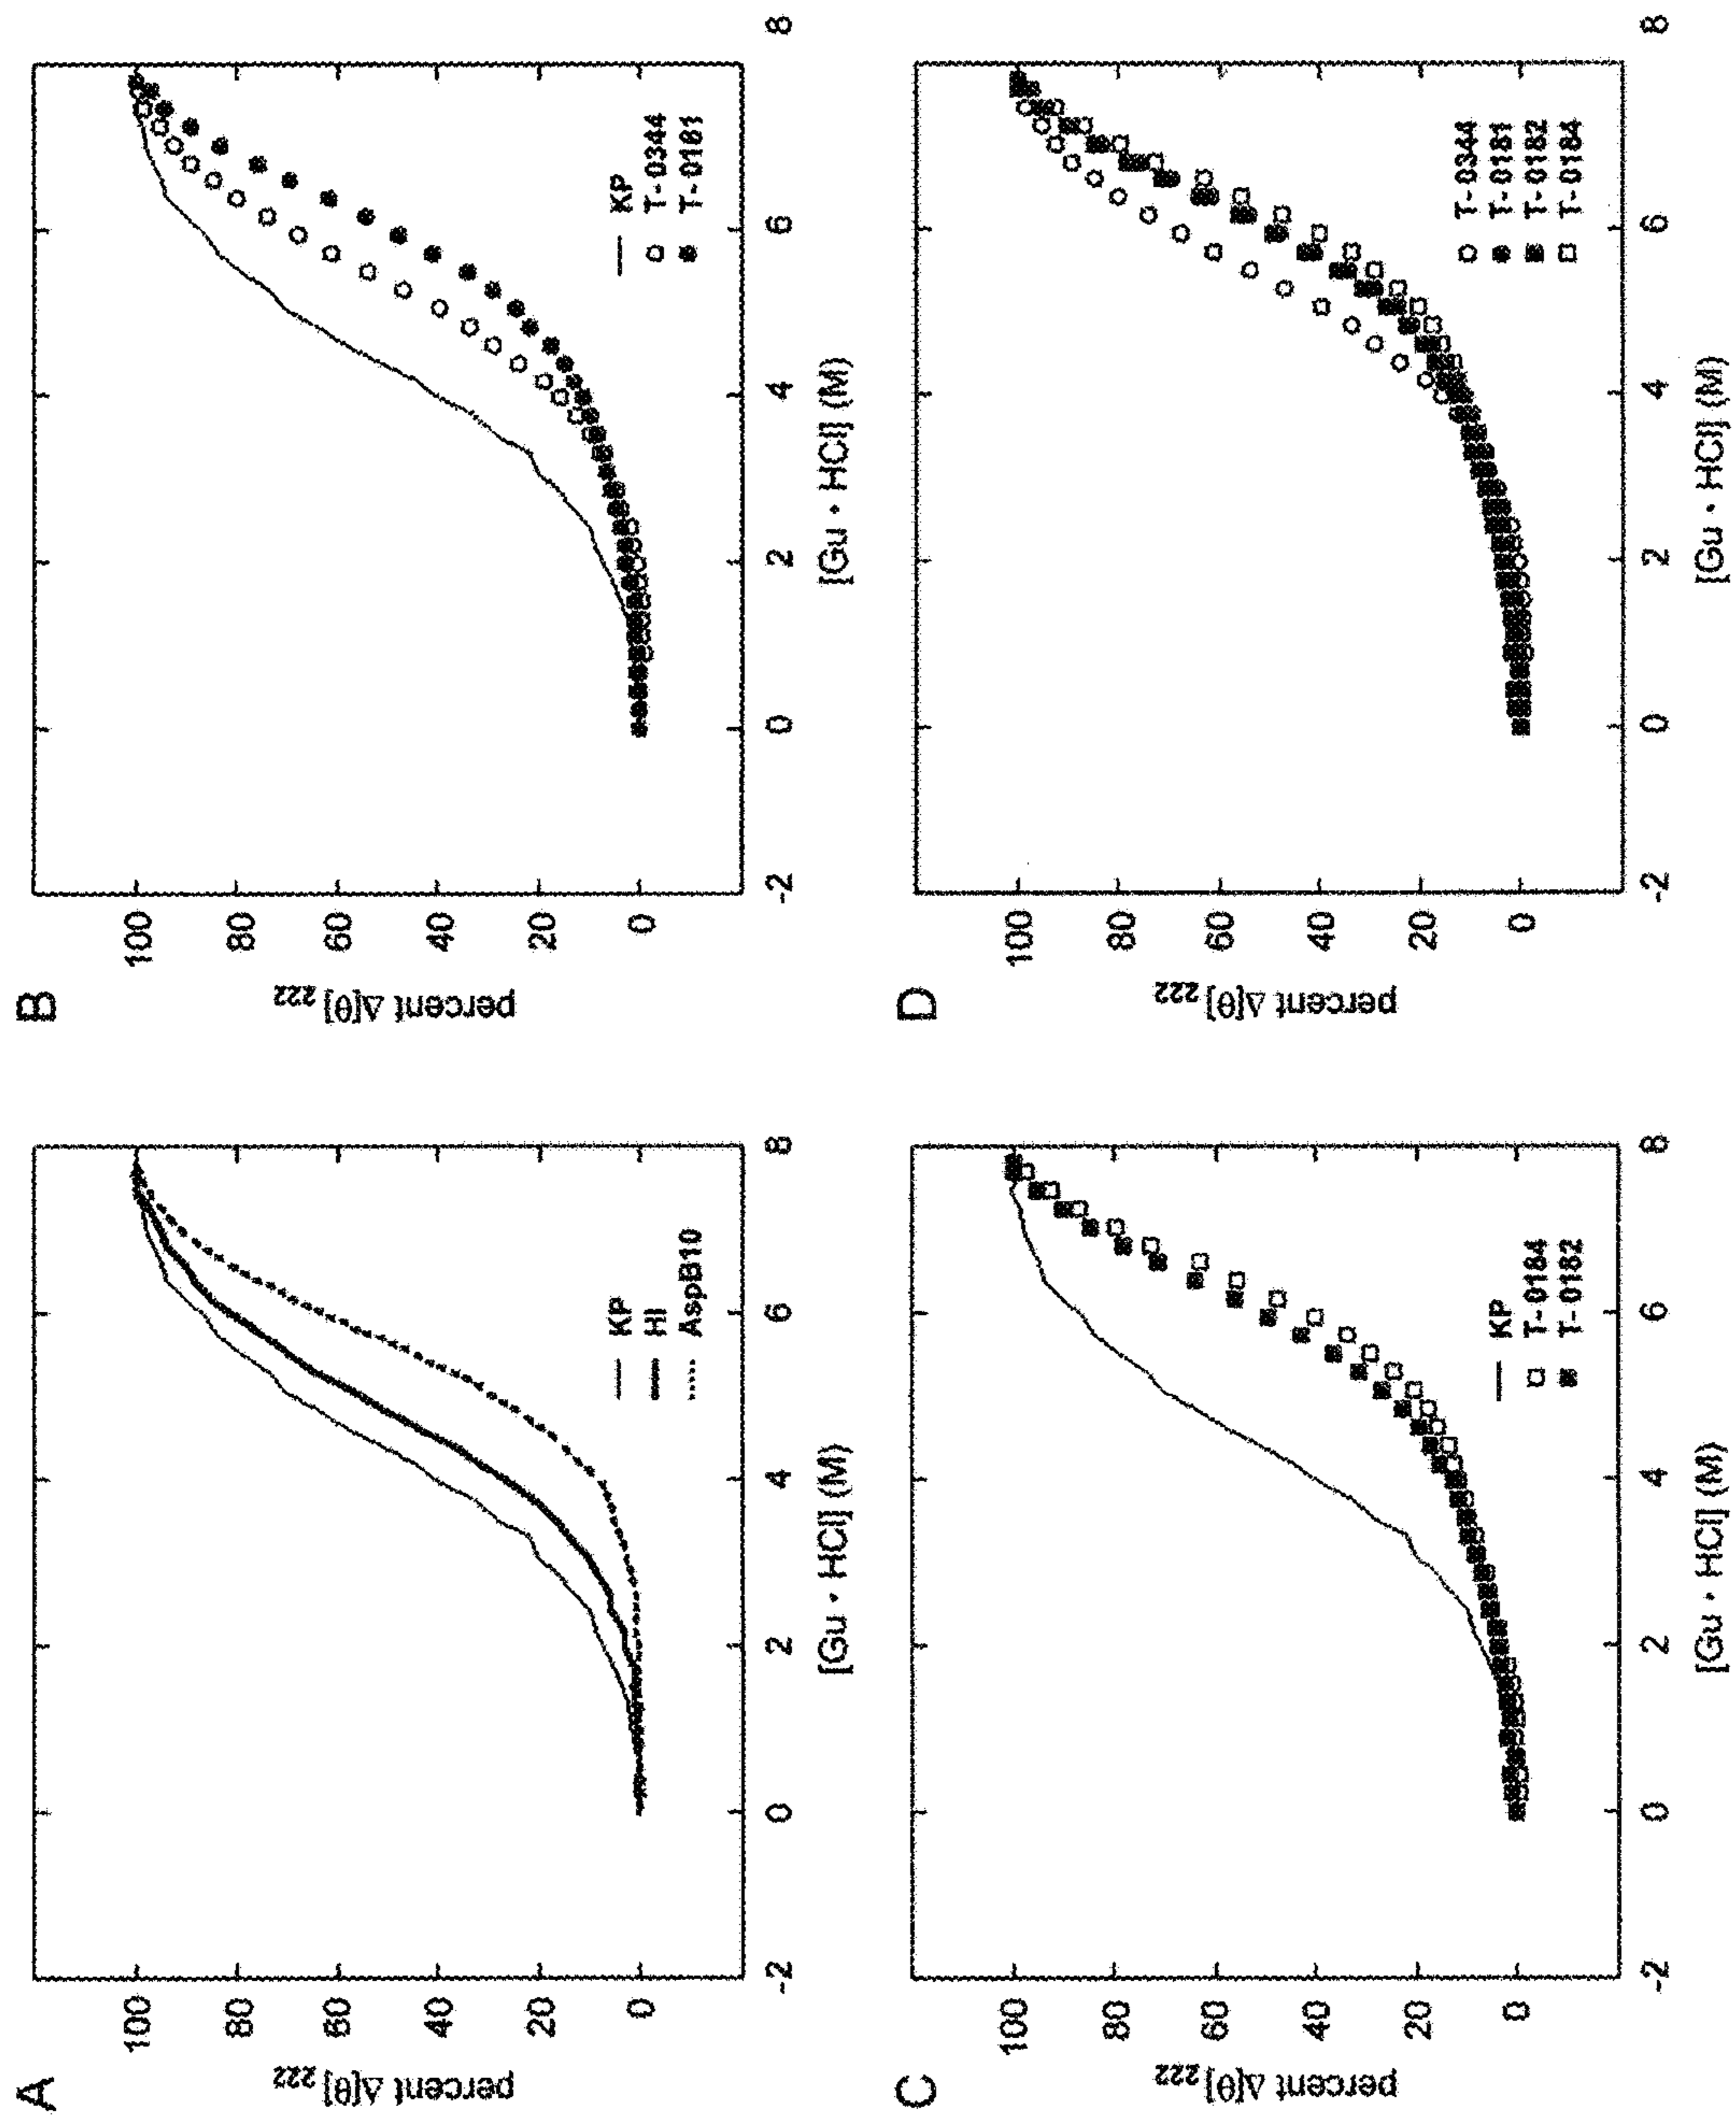 A
percent Δ[θ]222
100
80
60
40
20
0
-2
0
2
4
6
8
[Gu • HCl] (M)
KP
HI
AspB10
B
percent Δ[θ]222
100
80
60
40
20
0
-2
0
2
4
6
8
[Gu • HCl] (M)
KP
T-0344
T-0181
C
percent Δ[θ]222
100
80
60
40
20
0
-2
0
2
4
6
8
[Gu • HCl] (M)
KP
T-0184
T-0182
D
percent Δ[θ]222
100
80
60
40
20
0
-2
0
2
4
6
8
[Gu • HCl] (M)
T-0344
T-0181
T-0182
T-0184